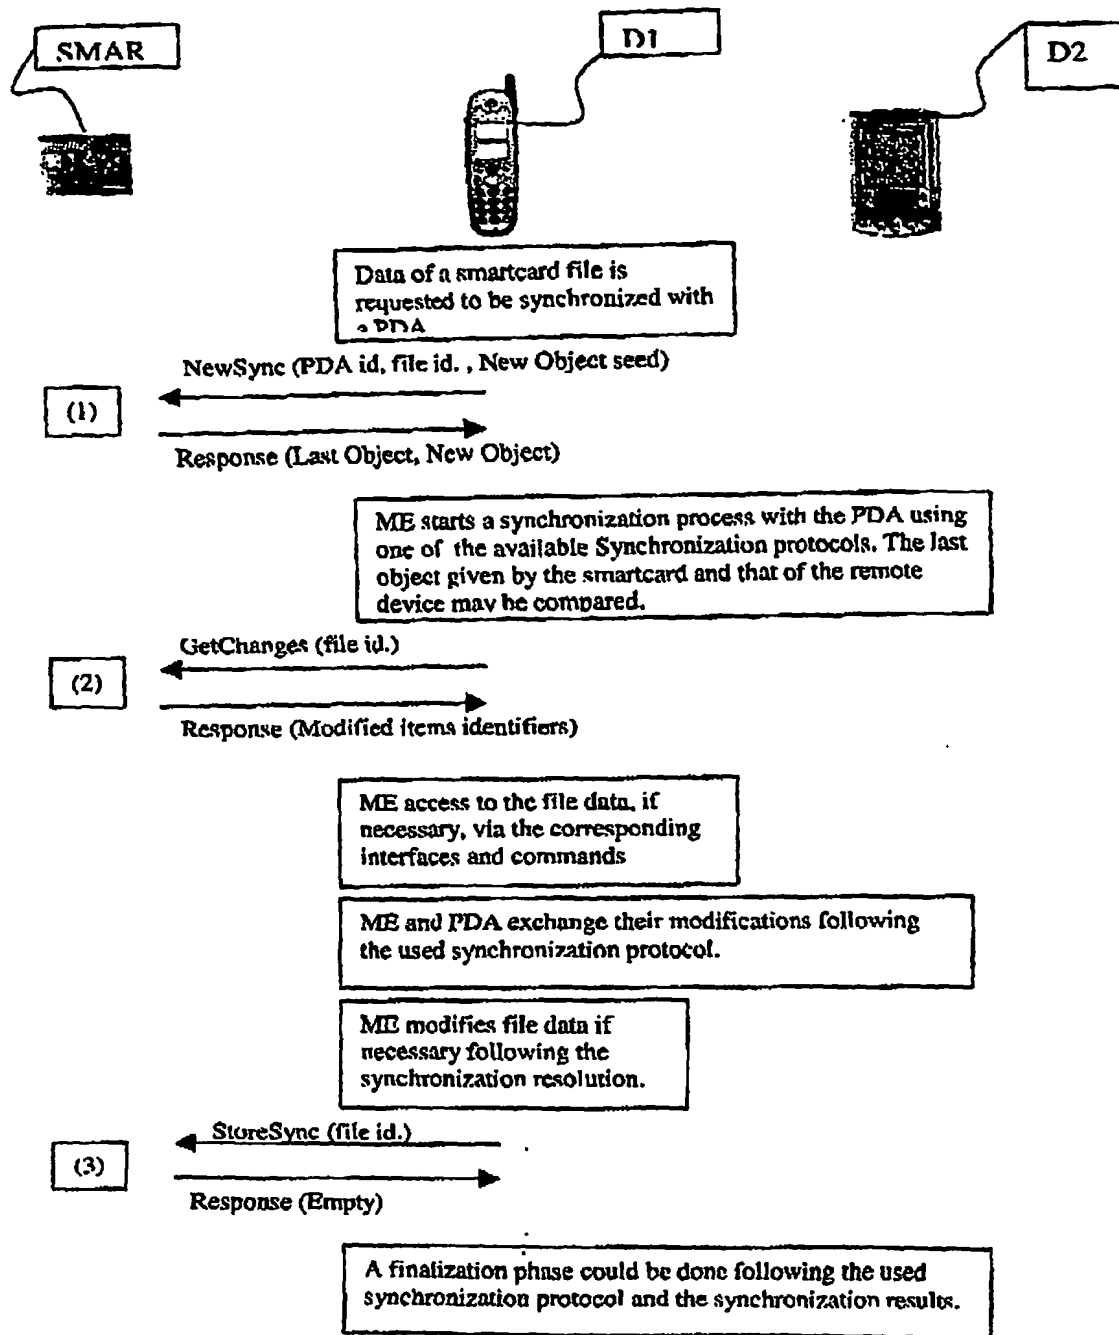 SMAR
D1
D2
Data of a smartcard file is
requested to be synchronized with
a PDA
NewSync (PDA id, file id. , New Object seed)
(1)
Response (Last Object, New Object)
ME starts a synchronization process with the PDA using
one of the available Synchronization protocols. The last
object given by the smartcard and that of the remote
device may be compared.
GetChanges (file id.)
(2)
Response (Modified items identifiers)
ME access to the file data, if
necessary, via the corresponding
interfaces and commands
ME and PDA exchange their modifications following
the used synchronization protocol.
ME modifies file data if
necessary following the
synchronization resolution.
StoreSync (file id.)
(3)
Response (Empty)
A finalization phase could be done following the used
synchronization protocol and the synchronization results.